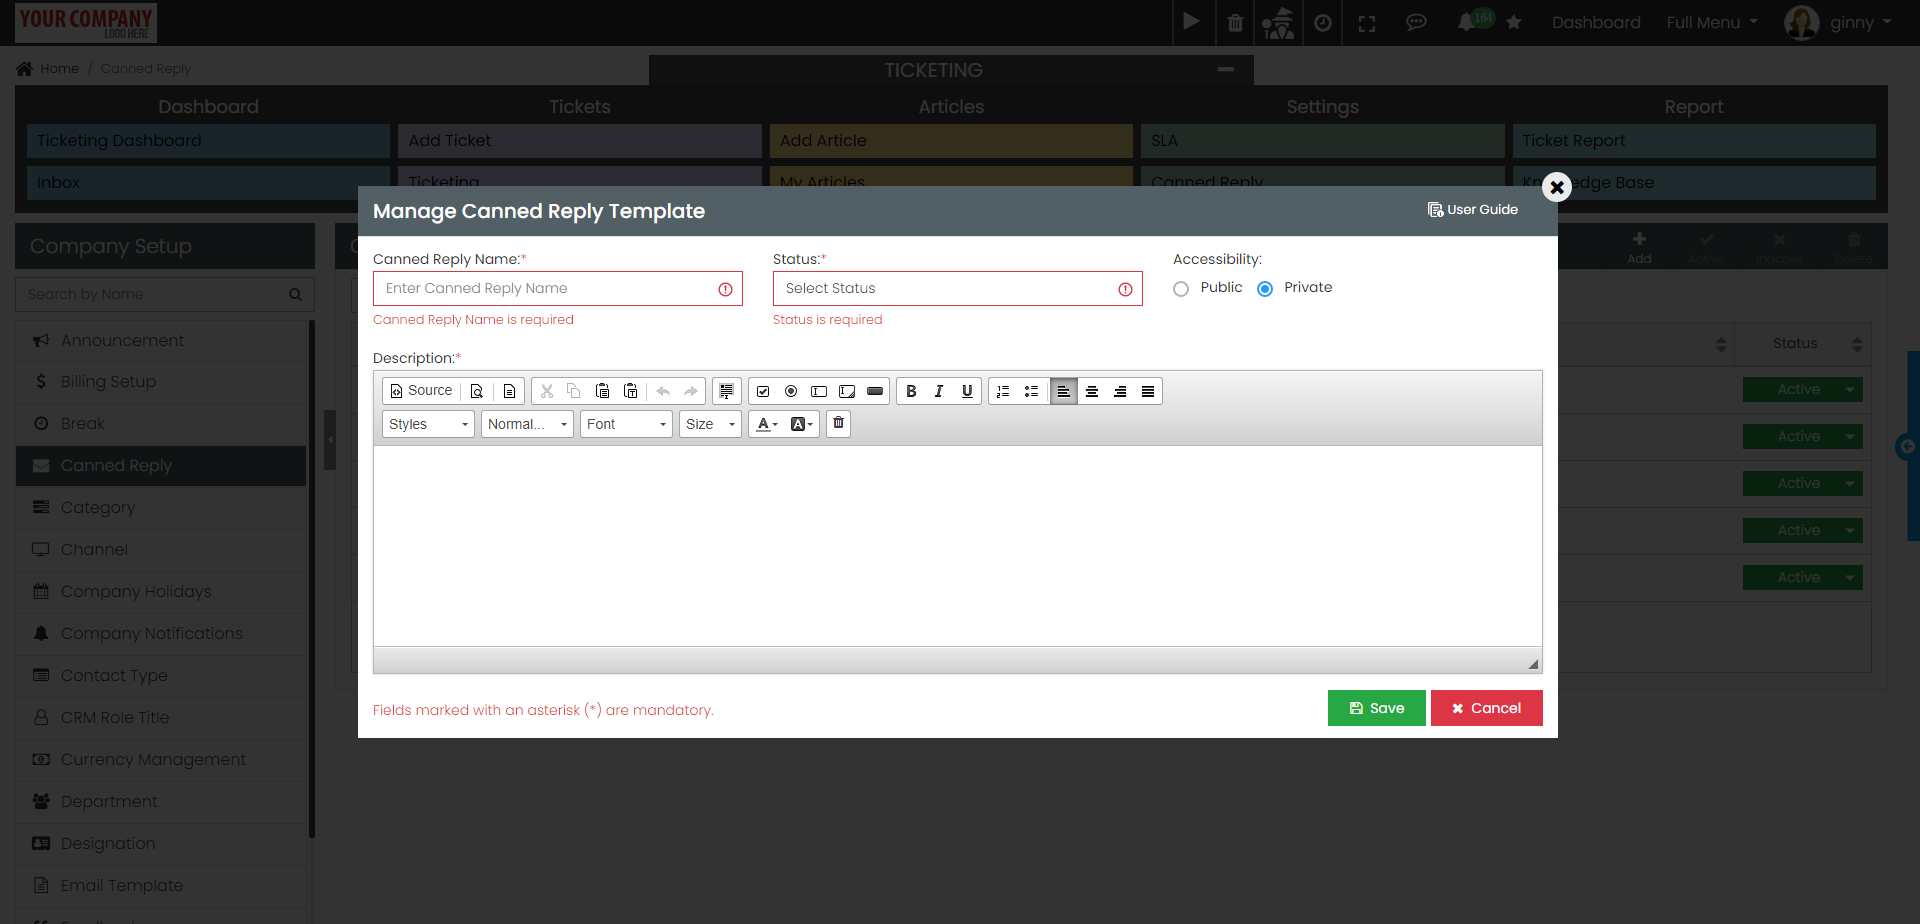 YOUR COMPANY
LOGO HERE
164
Dashboard
Full Menu
ginny
Home / Canned Reply
TICKETING
Dashboard
Tickets
Articles
Settings
Report
Ticketing Dashboard
Add Ticket
Add Article
SLA
Ticket Report
Inbox
Ticketing
My Articles
Canned Reply
Knowledge Base
Manage Canned Reply Template
User Guide
Company Setup
Add
Active
Inactive
Delete
Search by Name
Canned Reply Name:*
Status:*
Accessibility:
Enter Canned Reply Name
Select Status
Public
Private
Canned Reply Name is required
Status is required
Description:*
Source
Styles
Normal...
Font
Size
Announcement
Billing Setup
Break
Canned Reply
Category
Channel
Company Holidays
Company Notifications
Contact Type
CRM Role Title
Currency Management
Department
Designation
Email Template
Status
Active
Active
Active
Active
Active
Fields marked with an asterisk (*) are mandatory.
Save
Cancel